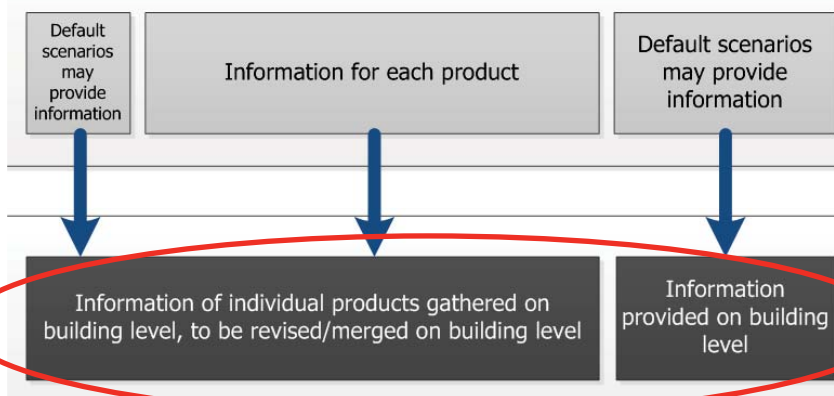 Default
scenarios
may
provide
information
Information for each product
Default scenarios
may provide
information
Information of individual products gathered on
building level, to be revised/merged on building level
Information
provided on building
level